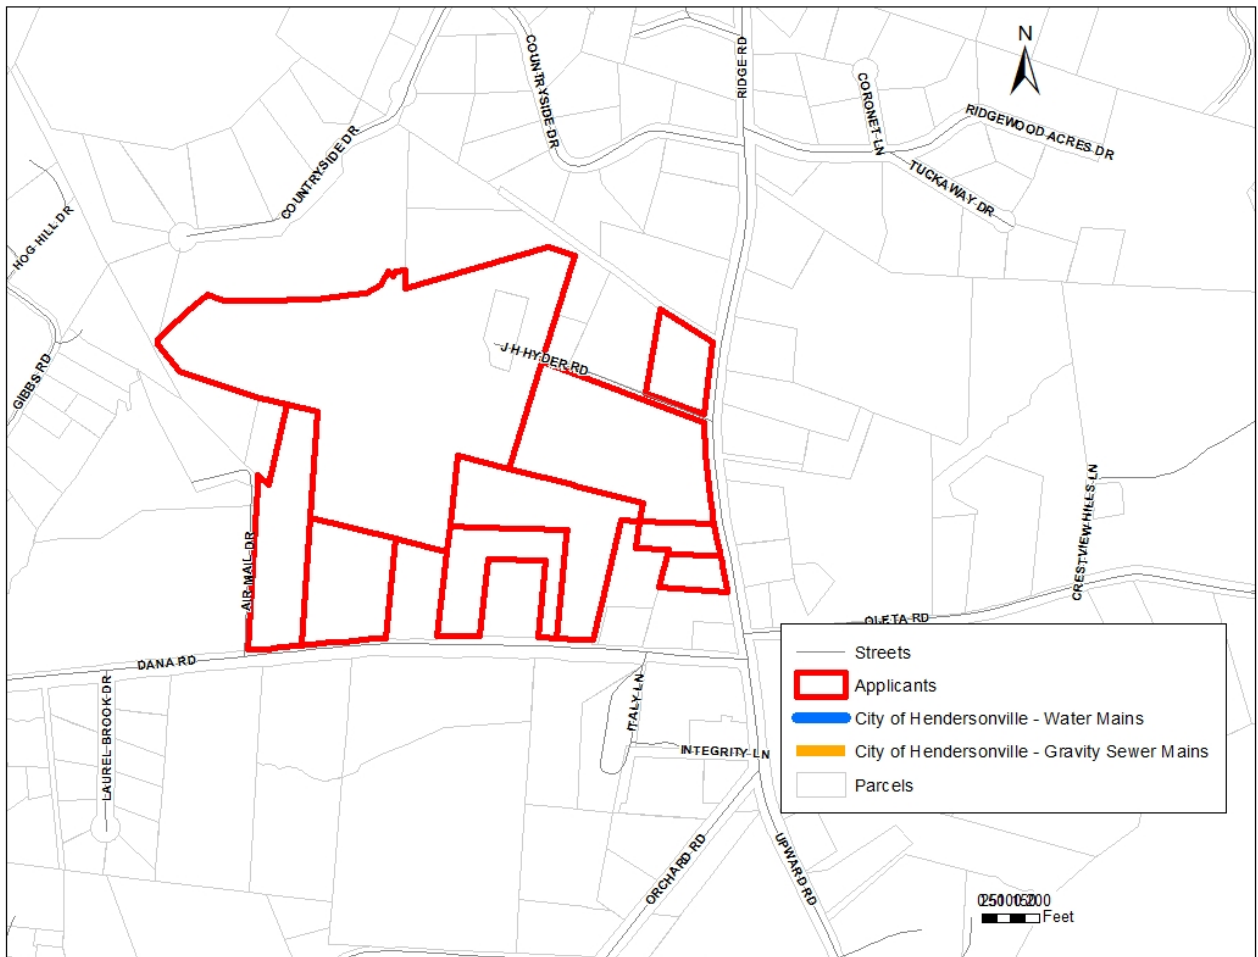 N
COUNTRYSIDE DR
RIDGE RD
CORONET LN
RIDGEWOOD ACRES DR
COUNTRYSIDE DR
TUCKAWAY DR
HOG HILL DR
J H HYDER RD
GIBBS RD
CRESTVIEW HILLS LN
AIR MAIL DR
OLETA RD
DANA RD
LAUREL BROOK DR
ITALY LN
INTEGRITY LN
ORCHARD RD
UPWARD RD
Streets
Applicants
City of Hendersonville - Water Mains
City of Hendersonville - Gravity Sewer Mains
Parcels
Feet